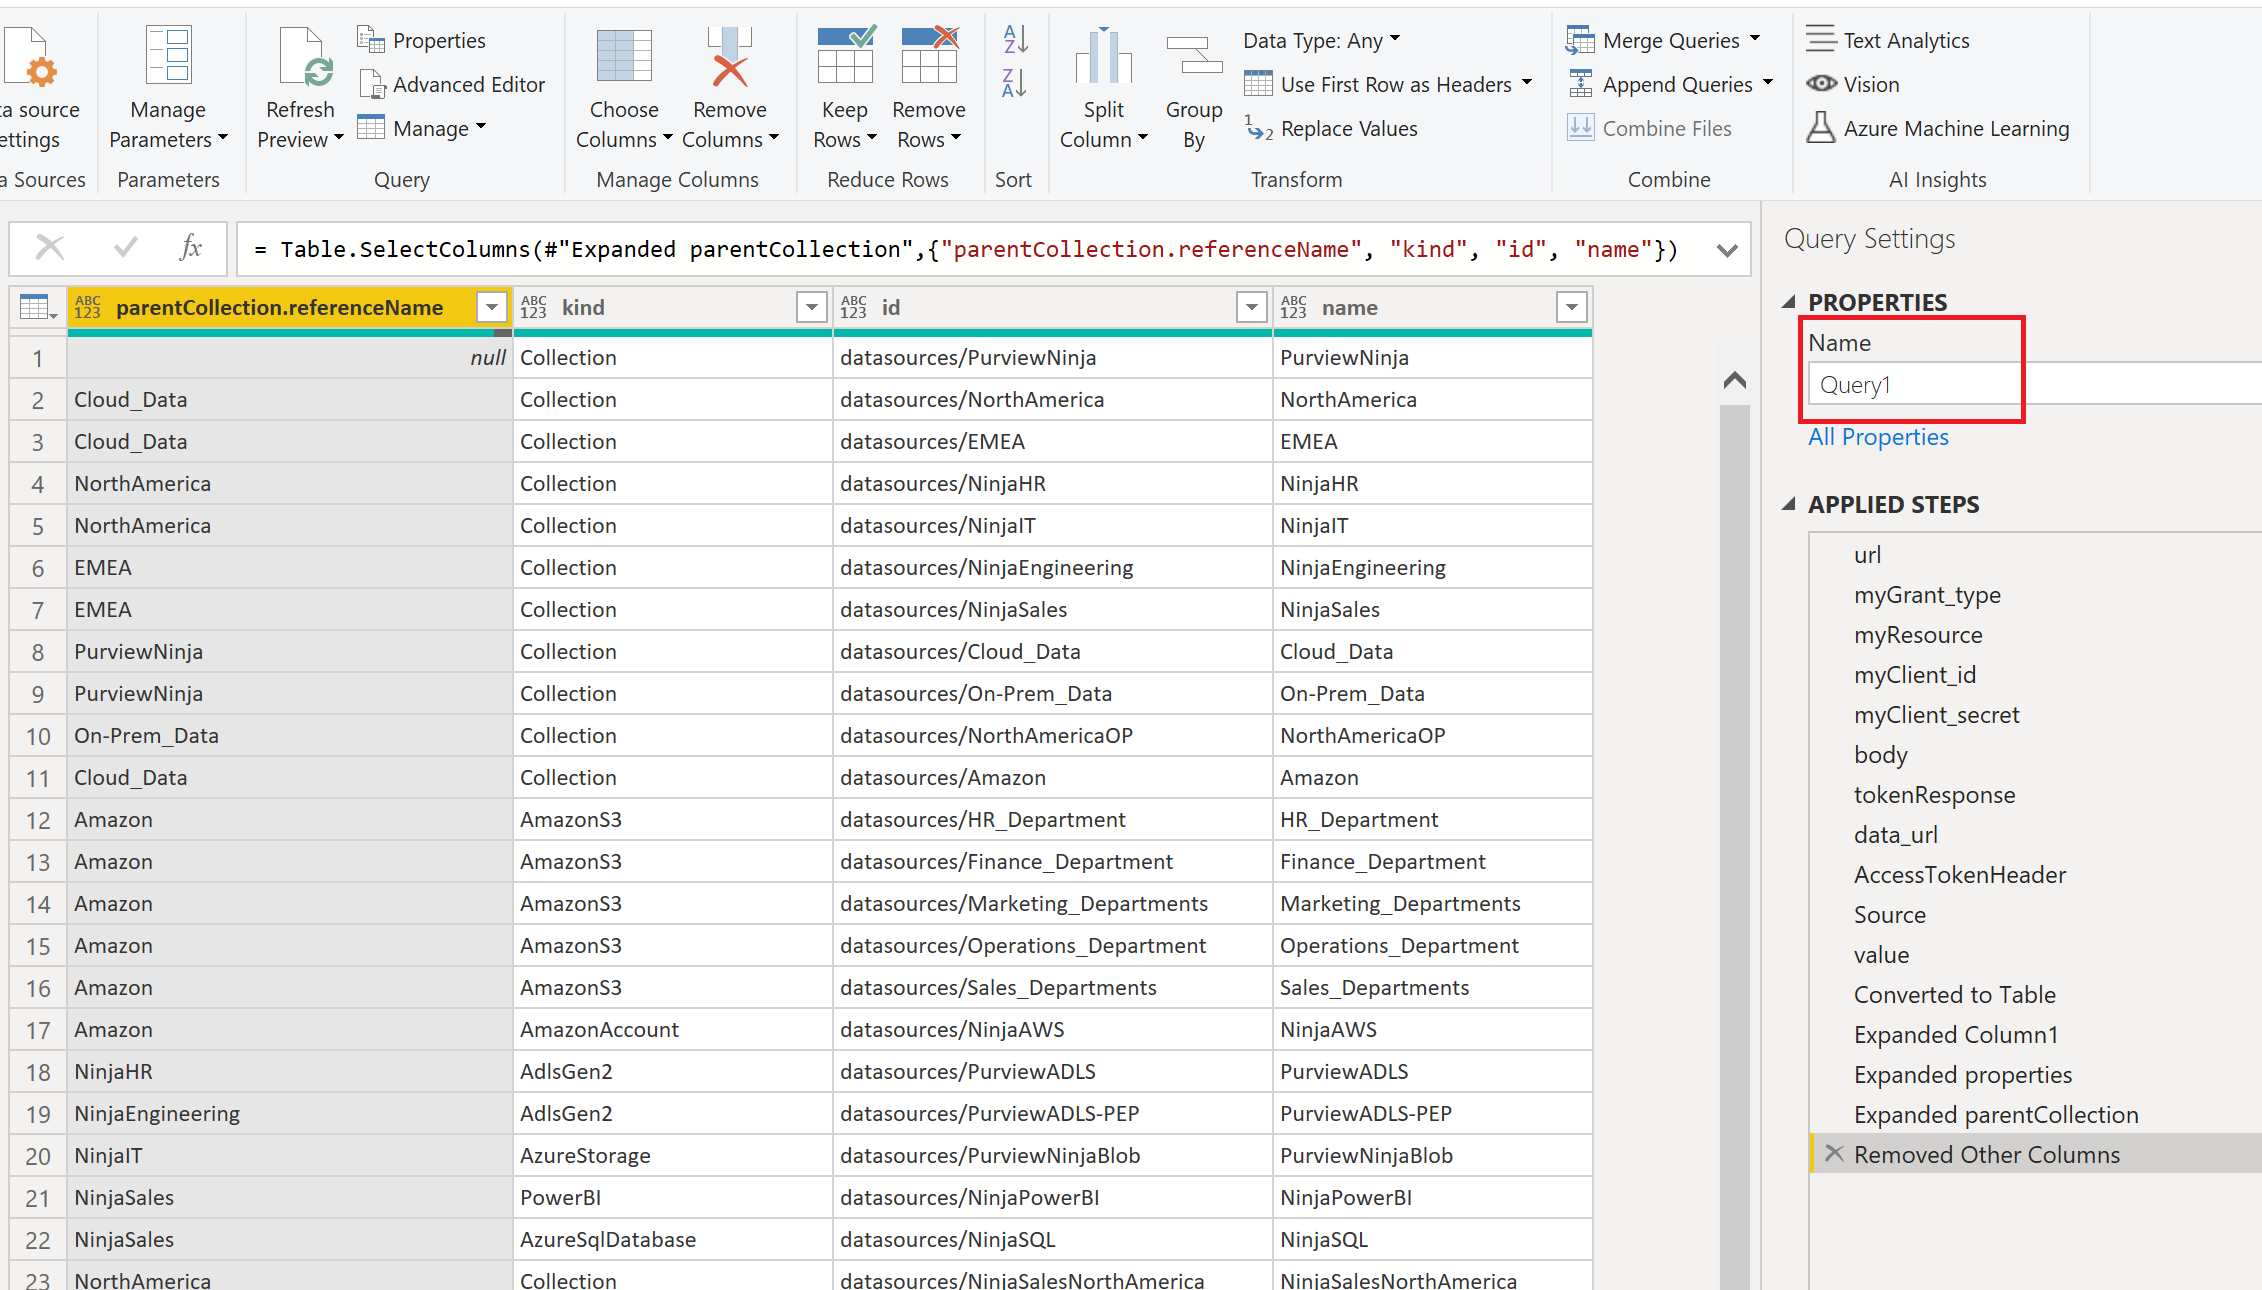 Properties
Advanced Editor
Manage
a source
ettings
a Sources
Manage
Parameters
Parameters
Refresh
Preview
Query
Choose
Columns
Remove
Columns
Manage Columns
Keep
Rows
Remove
Rows
Reduce Rows
A
Z
Z
A
Sort
Split
Column
Group
By
Data Type: Any
Use First Row as Headers
1
2
Replace Values
Transform
Merge Queries
Append Queries
Combine Files
Combine
Text Analytics
Vision
Azure Machine Learning
AI Insights
fx
= Table.SelectColumns(#"Expanded parentCollection",{"parentCollection.referenceName", "kind", "id", "name"})
ABC
123 parentCollection.referenceName ABC
123 kind ABC
123 id ABC
123 name
1 null Collection datasources/PurviewNinja PurviewNinja
2 Cloud_Data Collection datasources/NorthAmerica NorthAmerica
3 Cloud_Data Collection datasources/EMEA EMEA
4 NorthAmerica Collection datasources/NinjaHR NinjaHR
5 NorthAmerica Collection datasources/NinjaIT NinjaIT
6 EMEA Collection datasources/NinjaEngineering NinjaEngineering
7 EMEA Collection datasources/NinjaSales NinjaSales
8 PurviewNinja Collection datasources/Cloud_Data Cloud_Data
9 PurviewNinja Collection datasources/On-Prem_Data On-Prem_Data
10 On-Prem_Data Collection datasources/NorthAmericaOP NorthAmericaOP
11 Cloud_Data Collection datasources/Amazon Amazon
12 Amazon AmazonS3 datasources/HR_Department HR_Department
13 Amazon AmazonS3 datasources/Finance_Department Finance_Department
14 Amazon AmazonS3 datasources/Marketing_Departments Marketing_Departments
15 Amazon AmazonS3 datasources/Operations_Department Operations_Department
16 Amazon AmazonS3 datasources/Sales_Departments Sales_Departments
17 Amazon AmazonAccount datasources/NinjaAWS NinjaAWS
18 NinjaHR AdlsGen2 datasources/PurviewADLS PurviewADLS
19 NinjaEngineering AdlsGen2 datasources/PurviewADLS-PEP PurviewADLS-PEP
20 NinjaIT AzureStorage datasources/PurviewNinjaBlob PurviewNinjaBlob
21 NinjaSales PowerBI datasources/NinjaPowerBI NinjaPowerBI
22 NinjaSales AzureSqlDatabase datasources/NinjaSQL NinjaSQL
23 NorthAmerica Collection datasources/NinjaSalesNorthAmerica NinjaSalesNorthAmerica
Query Settings
PROPERTIES
Name
Query1
All Properties
APPLIED STEPS
url
myGrant_type
myResource
myClient_id
myClient_secret
body
tokenResponse
data_url
AccessTokenHeader
Source
value
Converted to Table
Expanded Column1
Expanded properties
Expanded parentCollection
Removed Other Columns